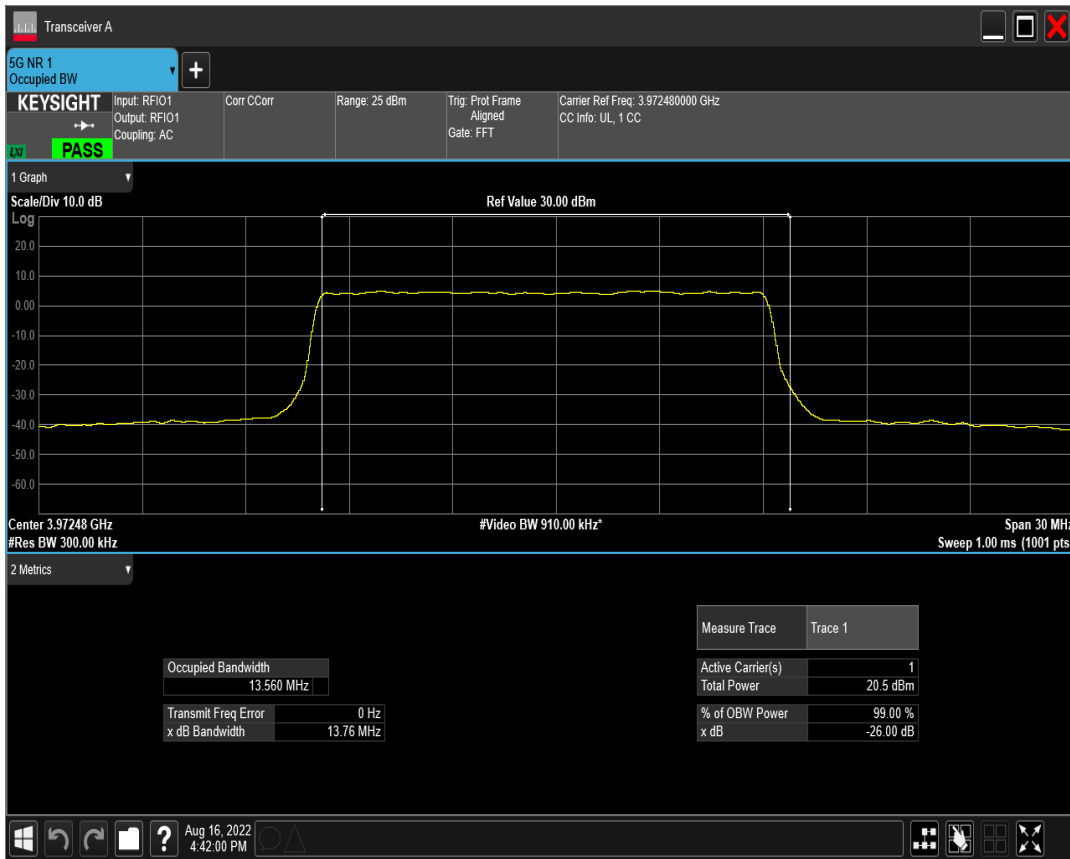 Transceiver A
5G NR 1
Occupied BW
+
KEYSIGHT
LXI
PASS
Input: RFIO1
Output: RFIO1
Coupling: AC
Corr CCorr
Range: 25 dBm
Trig: Prot Frame
Aligned
Gate: FFT
Carrier Ref Freq: 3.972480000 GHz
CC Info: UL, 1 CC
1 Graph
Scale/Div 10.0 dB
Ref Value 30.00 dBm
Log
20.0
10.0
0.00
-10.0
-20.0
-30.0
-40.0
-50.0
-60.0
Center 3.97248 GHz
#Video BW 910.00 kHz*
Span 30 MHz
#Res BW 300.00 kHz
Sweep 1.00 ms (1001 pts
2 Metrics
Measure Trace Trace 1
Occupied Bandwidth
13.560 MHz
Active Carrier(s) 1
Total Power 20.5 dBm
Transmit Freq Error 0 Hz
x dB Bandwidth 13.76 MHz
% of OBW Power 99.00 %
x dB -26.00 dB
?
Aug 16, 2022
4:42:00 PM